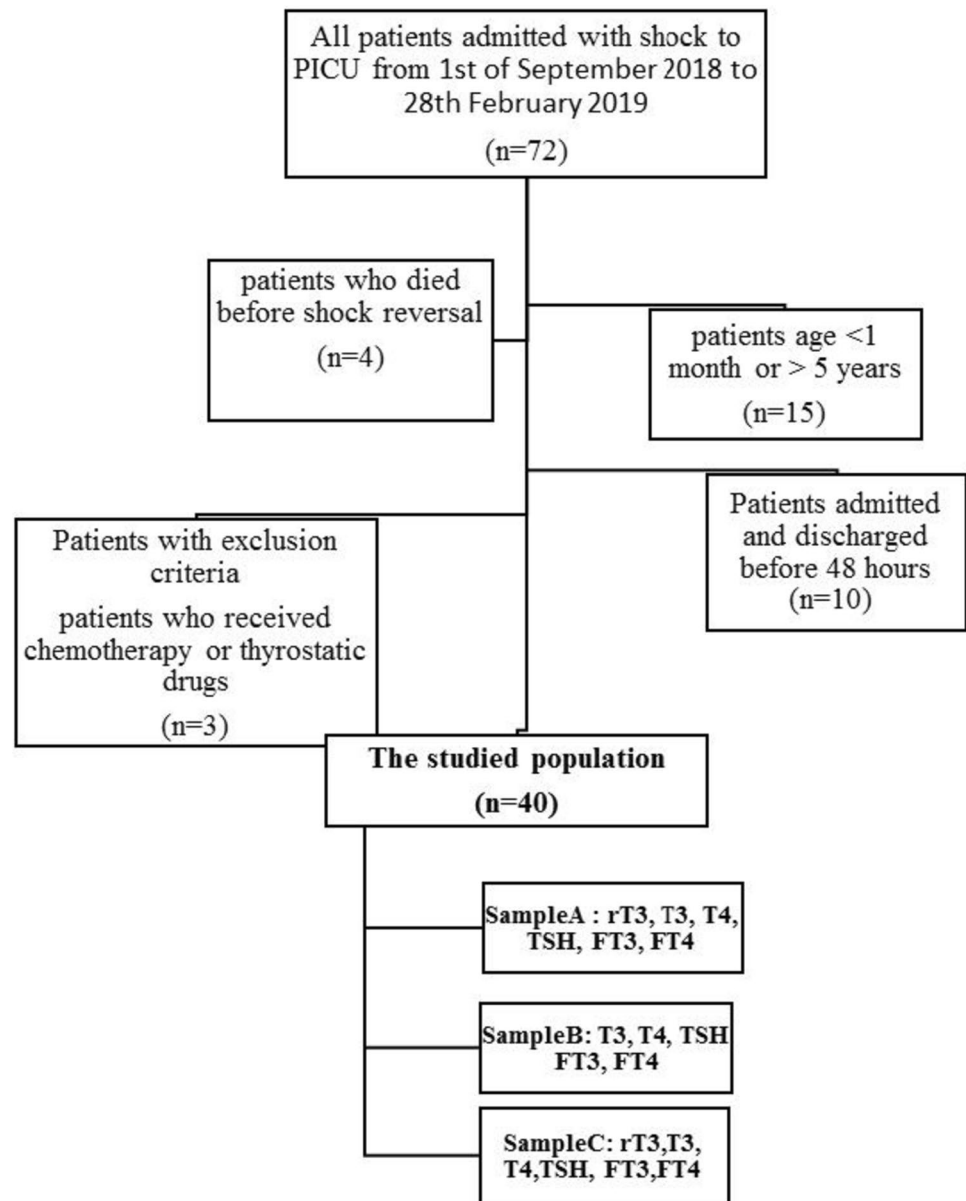 All patients admitted with shock to
PICU from 1st of September 2018 to
28th February 2019
(n=72)
patients who died
before shock reversal
(n=4)
patients age <1
month or > 5 years
(n=15)
Patients admitted
and discharged
before 48 hours
(n=10)
Patients with exclusion
criteria
patients who received
chemotherapy or thyrostatic
drugs
(n=3)
The studied population
(n=40)
SampleA : rT3, T3, T4,
TSH, FT3, FT4
SampleB: T3, T4, TSH
FT3, FT4
SampleC: rT3,T3,
T4,TSH, FT3,FT4